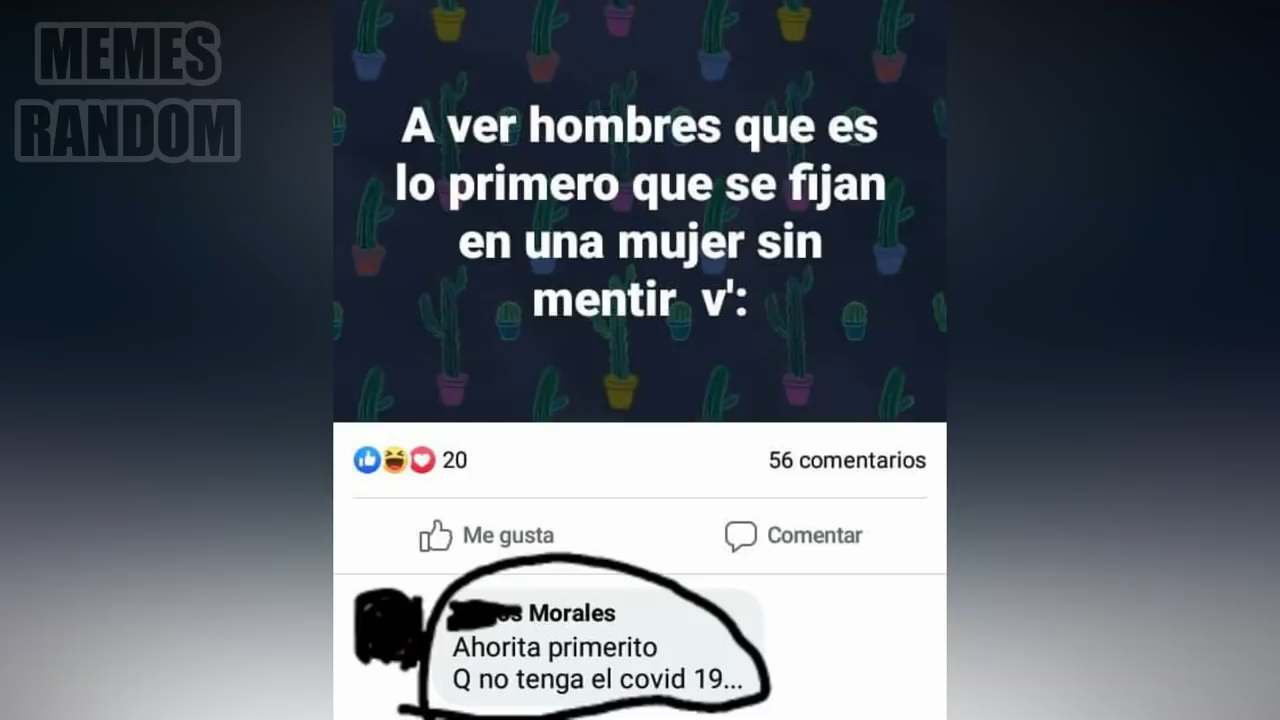 MEMES
RANDOM
A ver hombres que es
lo primero que se fijan
en una mujer sin
mentir v':
20
56 comentarios
Me gusta
Comentar
Morales
Ahorita primerito
Q no tenga el covid 19...